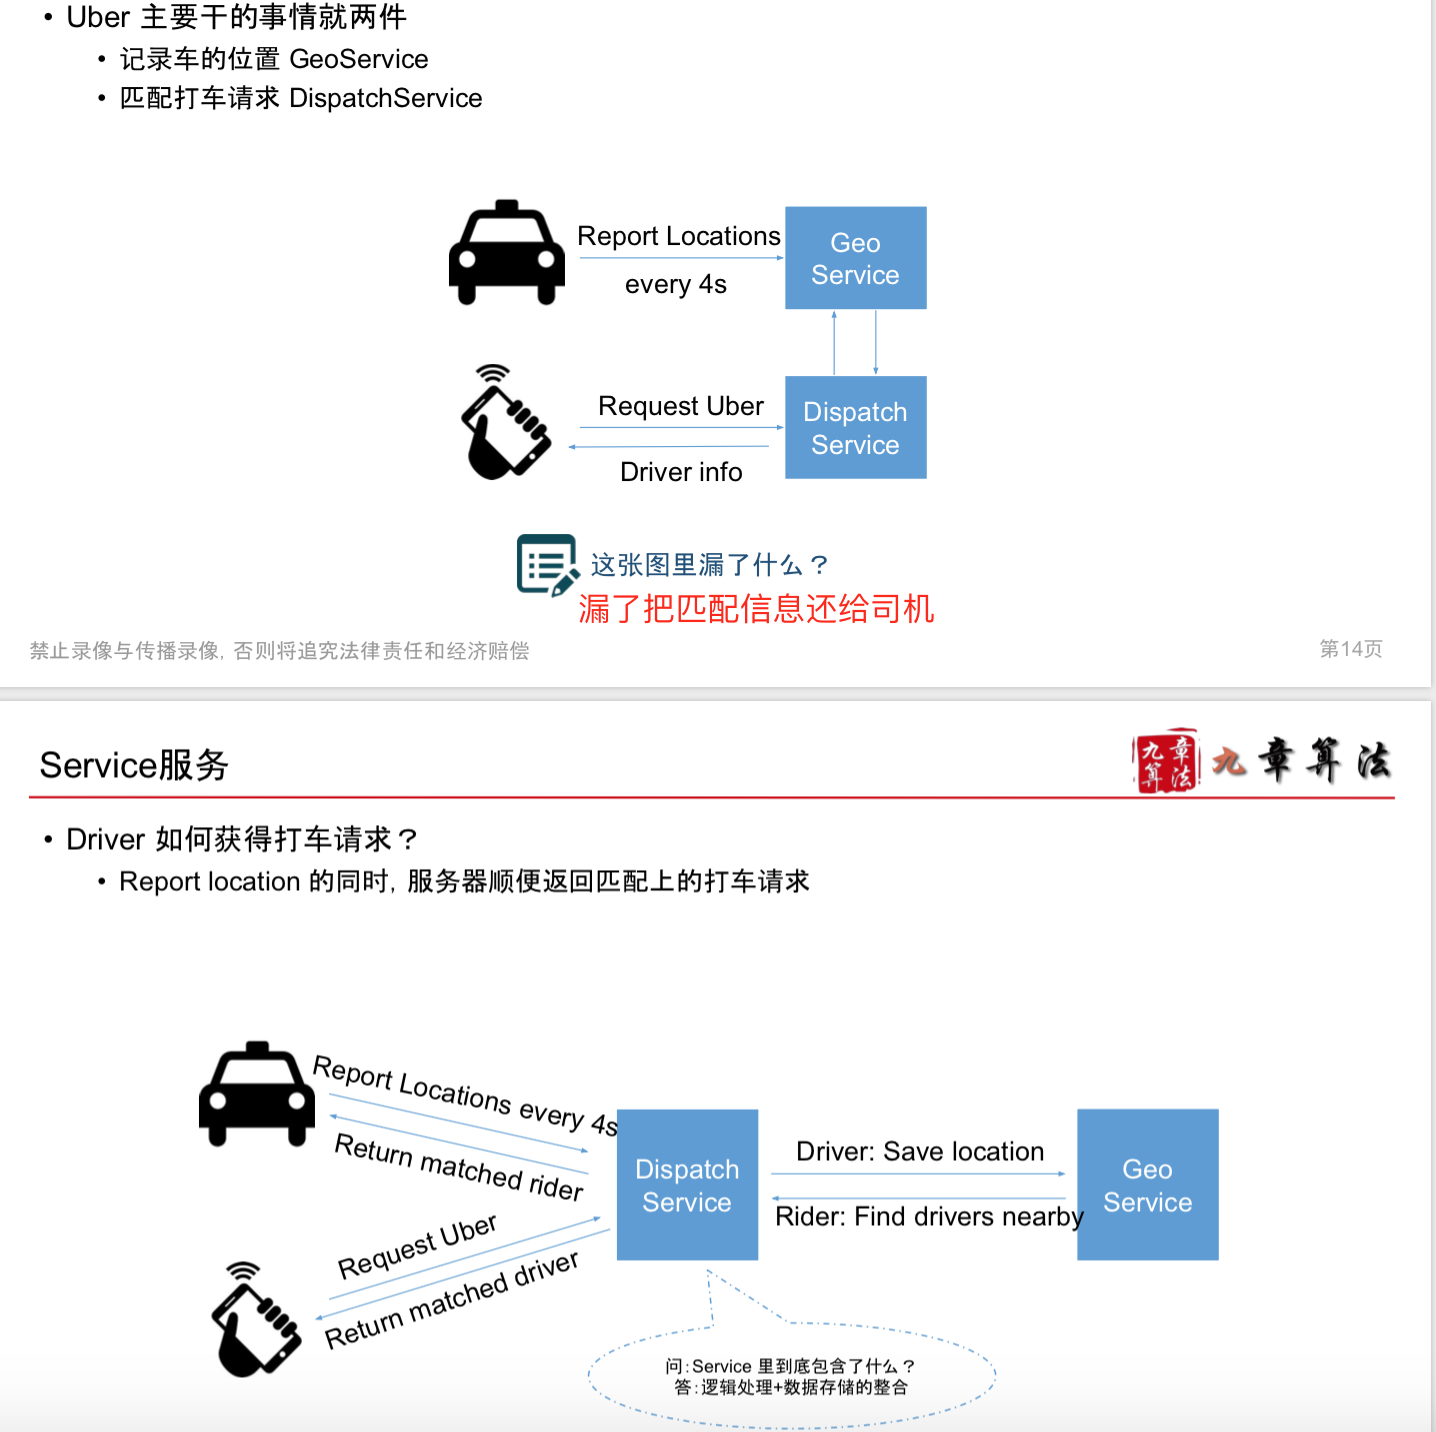 • Uber 主要干的事情就两件
• 记录车的位置 GeoService
• 匹配打车请求 DispatchService
Report Locations
every 4s
Geo
Service
Request Uber
Driver info
Dispatch
Service
这张图里漏了什么？
漏了把匹配信息还给司机
禁止录像与传播录像, 否则将追究法律责任和经济赔偿
第14页
Service服务
九章算法
九章算法
• Driver 如何获得打车请求？
• Report location 的同时, 服务器顺便返回匹配上的打车请求
Report Locations every 4s
Return matched rider
Request Uber
Return matched driver
Dispatch
Service
Driver: Save location
Rider: Find drivers nearby
Geo
Service
问:Service 里到底包含了什么？
答:逻辑处理+数据存储的整合